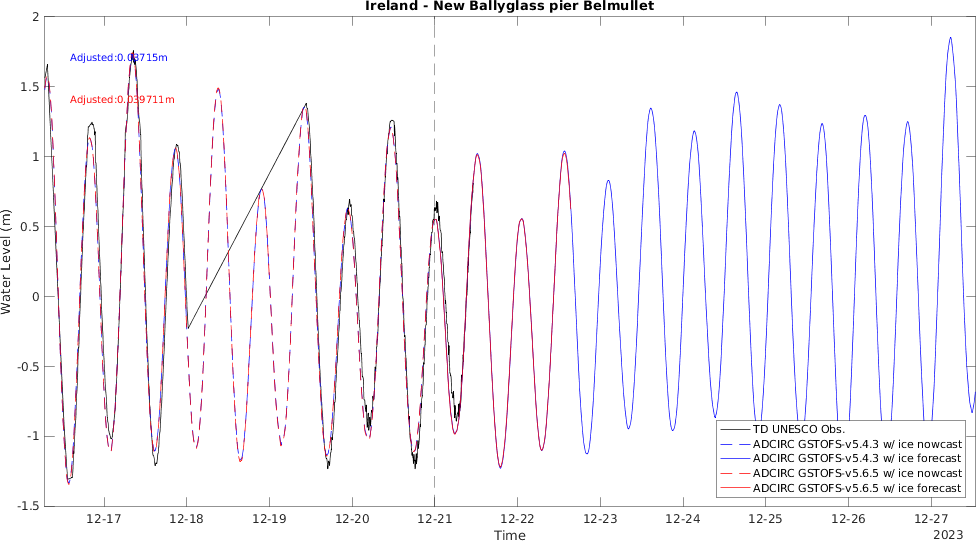 Ireland - New Ballyglass pier Belmullet
Water Level (m)
2
1.5
1
0.5
0
-0.5
-1
-1.5
Adjusted:0.03715m
Adjusted:0.039711m
TD UNESCO Obs.
ADCIRC GSTOFS-v5.4.3 w/ ice nowcast
ADCIRC GSTOFS-v5.4.3 w/ ice forecast
ADCIRC GSTOFS-v5.6.5 w/ ice nowcast
ADCIRC GSTOFS-v5.6.5 w/ ice forecast
12-17 12-18 12-19 12-20 12-21 12-22 12-23 12-24 12-25 12-26 12-27
Time
2023